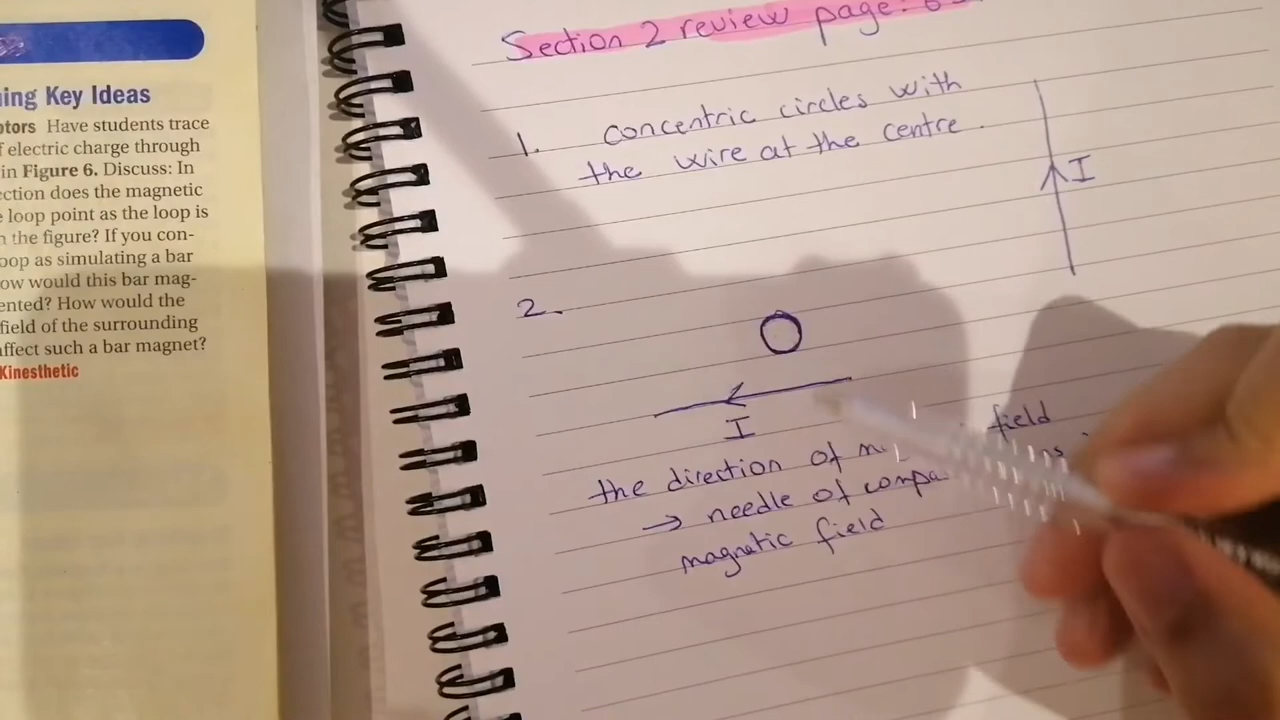 ing Key Ideas
otors Have students trace
f electric charge through
in Figure 6. Discuss: In
ction does the magnetic
e loop point as the loop is
n the figure? If you con-
oop as simulating a bar
ow would this bar mag-
ented? How would the
field of the surrounding
affect such a bar magnet?
Kinesthetic
Section 2 review page:
1. concentric circles with
the wire at the centre.
I
2.
I
the direction of field
→ needle of compa
magnetic field